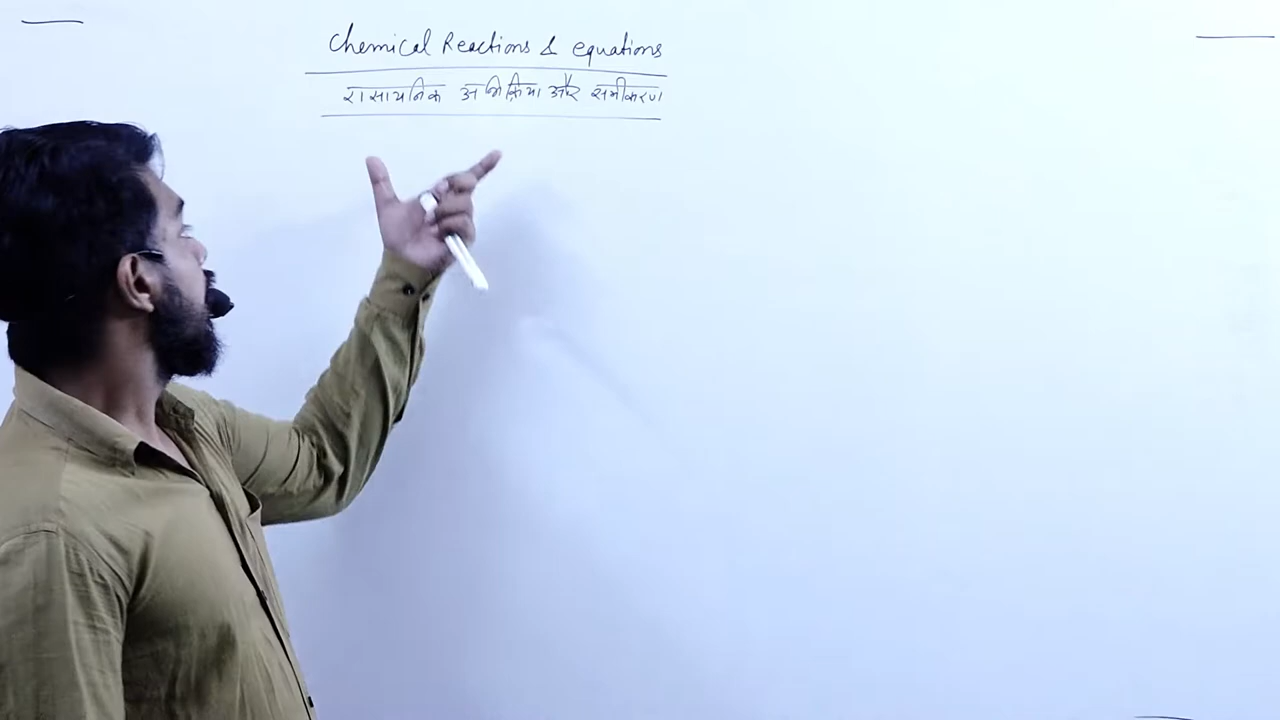 Chemical Reactions & equations
रासायनिक अभिक्रिया और समीकरण